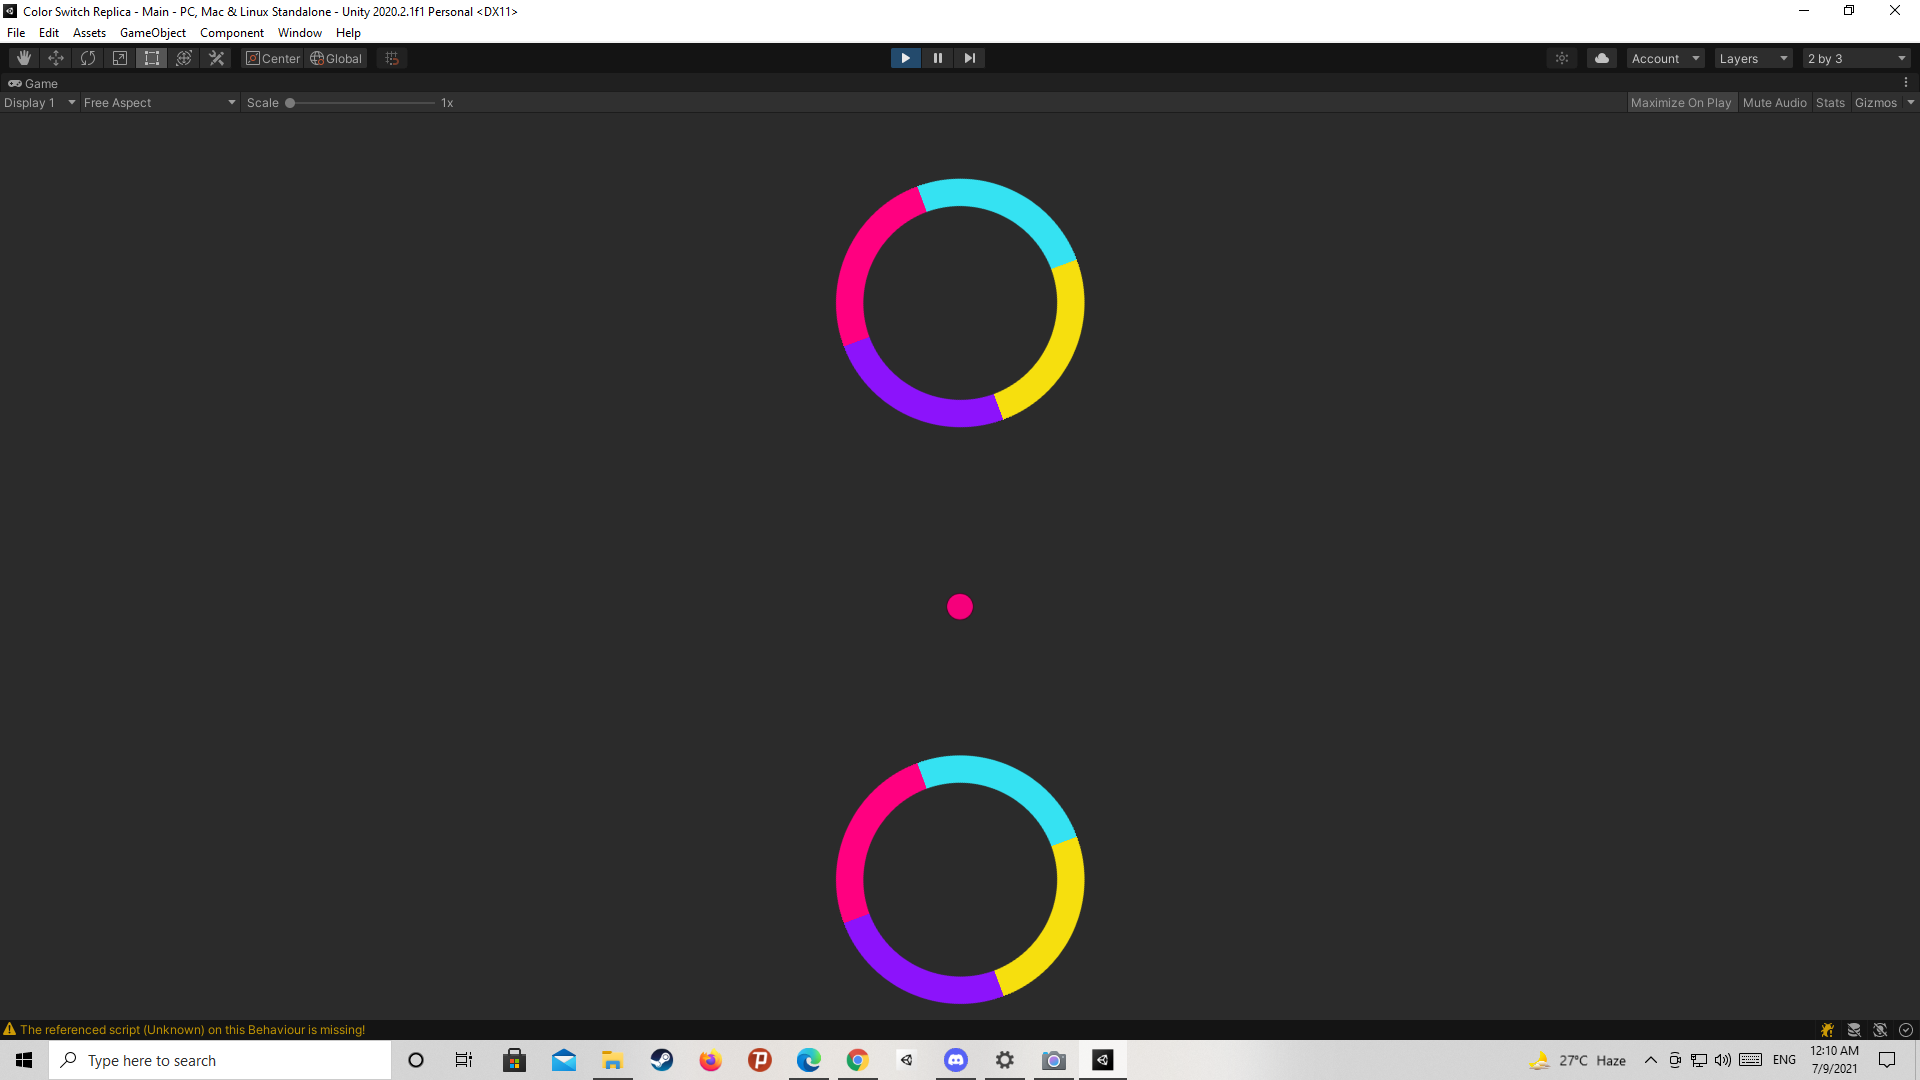 Color Switch Replica - Main - PC, Mac & Linux Standalone - Unity 2020.2.1f1 Personal <DX11>
File Edit Assets GameObject Component Window Help
Center Global Account Layers 2 by 3
Game
Display 1 Free Aspect Scale 1x Maximize On Play Mute Audio Stats Gizmos
The referenced script (Unknown) on this Behaviour is missing!
Type here to search
27°C Haze ENG 12:10 AM
7/9/2021